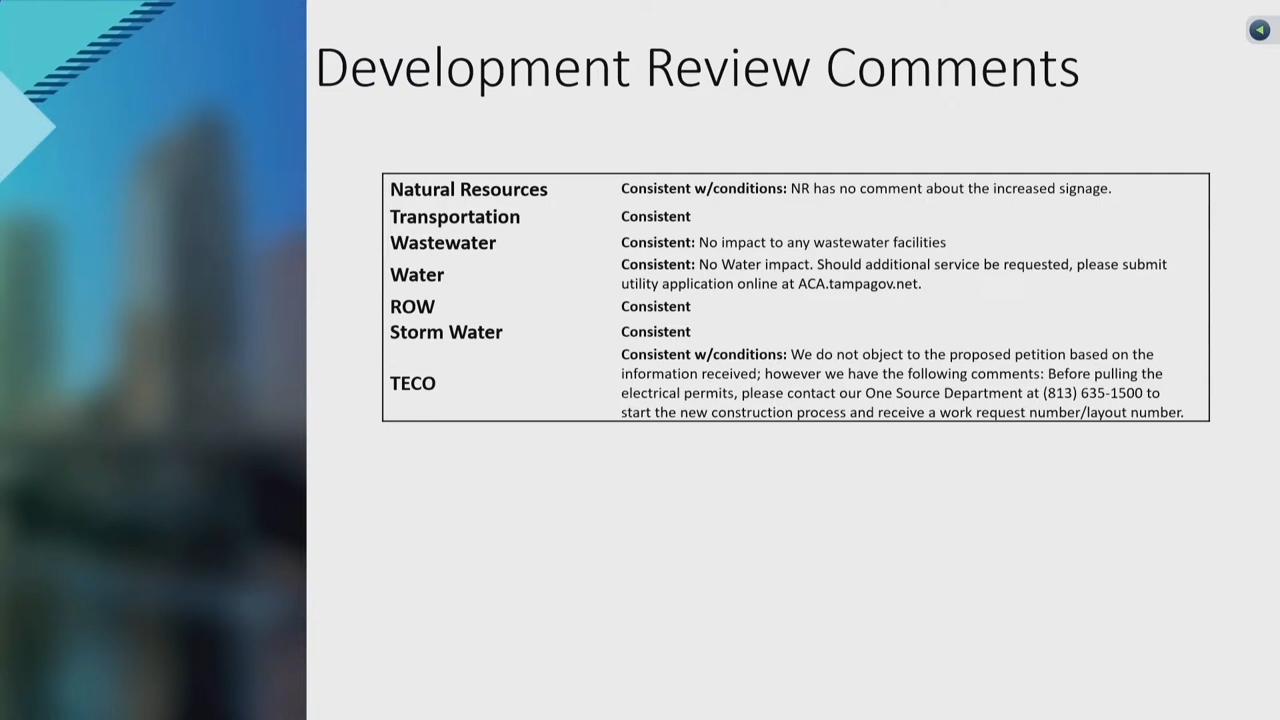 Development Review Comments
Natural Resources Consistent w/conditions: NR has no comment about the increased signage.
Transportation Consistent
Wastewater Consistent: No impact to any wastewater facilities
Water Consistent: No Water impact. Should additional service be requested, please submit
utility application online at ACA.tampagov.net.
ROW Consistent
Storm Water Consistent
TECO Consistent w/conditions: We do not object to the proposed petition based on the
information received; however we have the following comments: Before pulling the
electrical permits, please contact our One Source Department at (813) 635-1500 to
start the new construction process and receive a work request number/layout number.